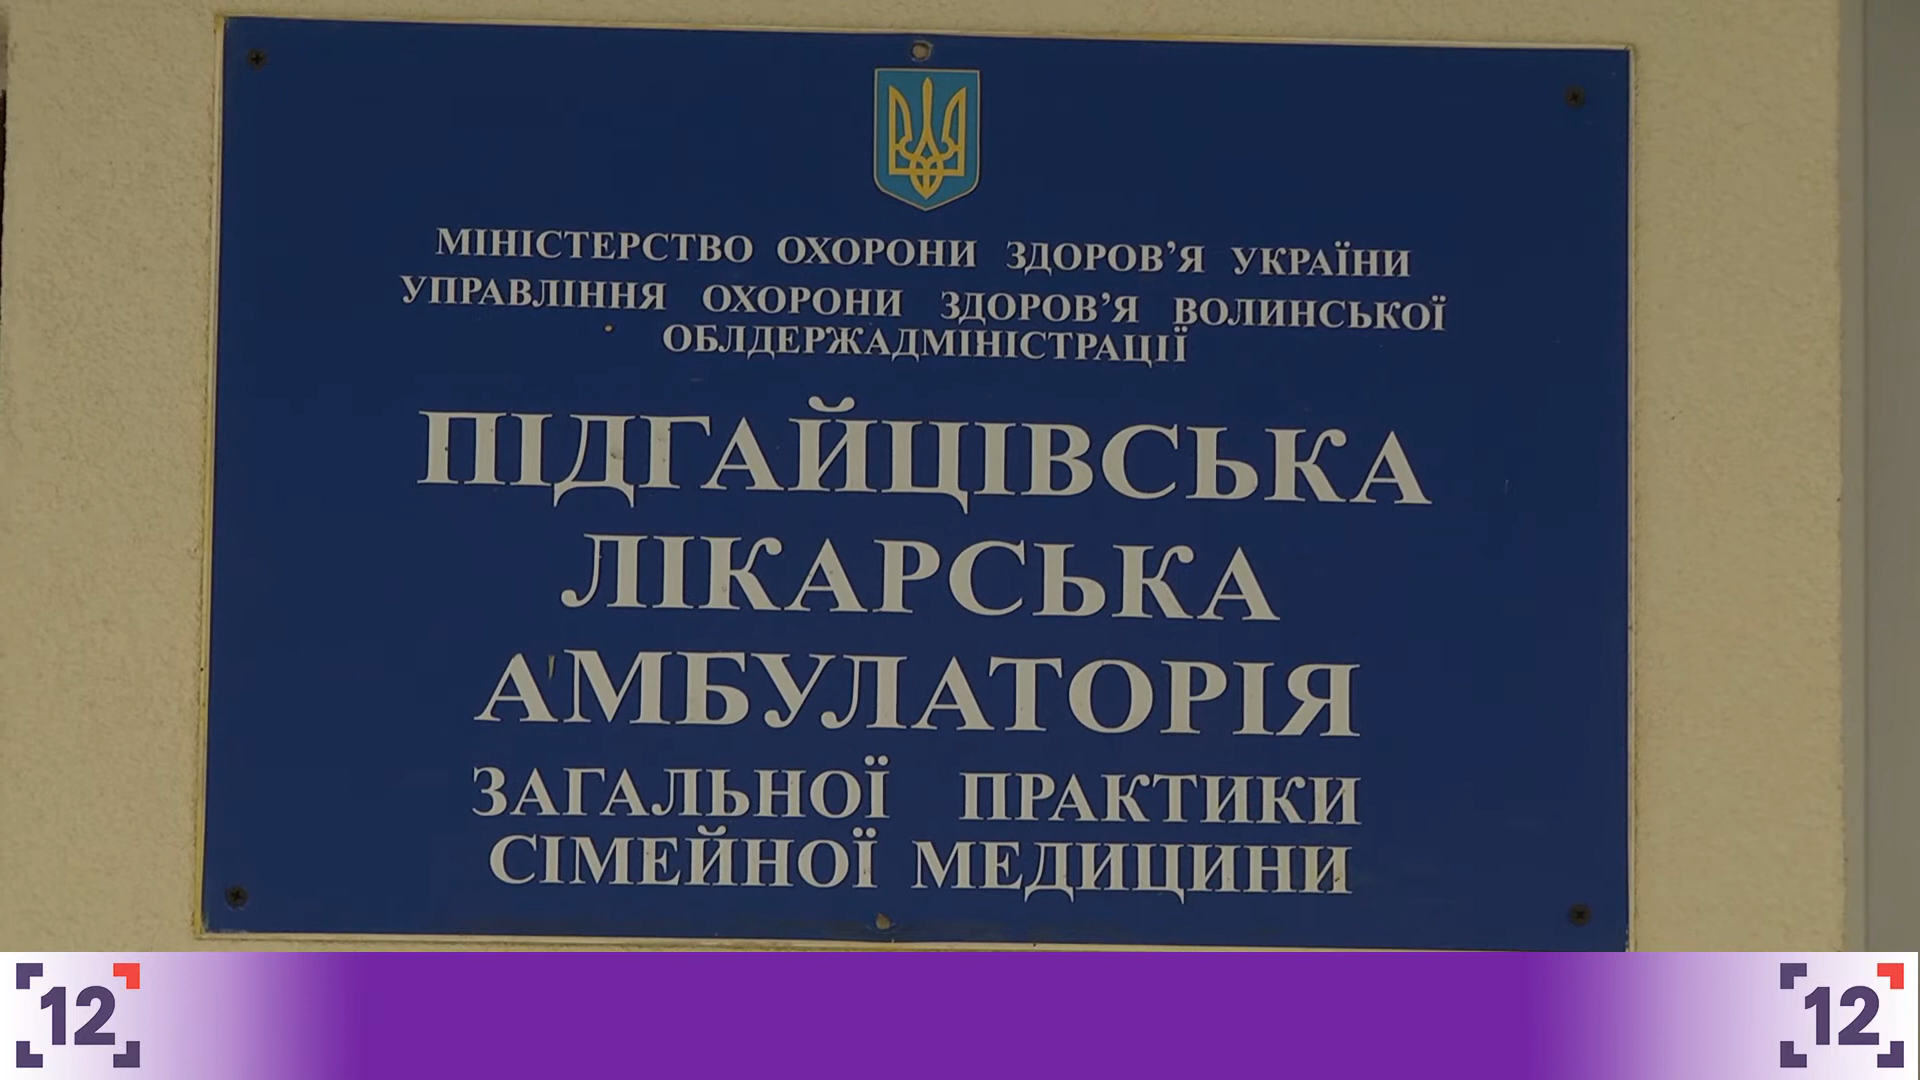 МІНІСТЕРСТВО ОХОРОНИ ЗДОРОВ’Я УКРАЇНИ
УПРАВЛІННЯ ОХОРОНИ ЗДОРОВ’Я ВОЛИНСЬКОЇ
ОБЛДЕРЖАДМІНІСТРАЦІЇ
ПІДГАЙЦІВСЬКА
ЛІКАРСЬКА
АМБУЛАТОРІЯ
ЗАГАЛЬНОЇ ПРАКТИКИ
СІМЕЙНОЇ МЕДИЦИНИ
12 12